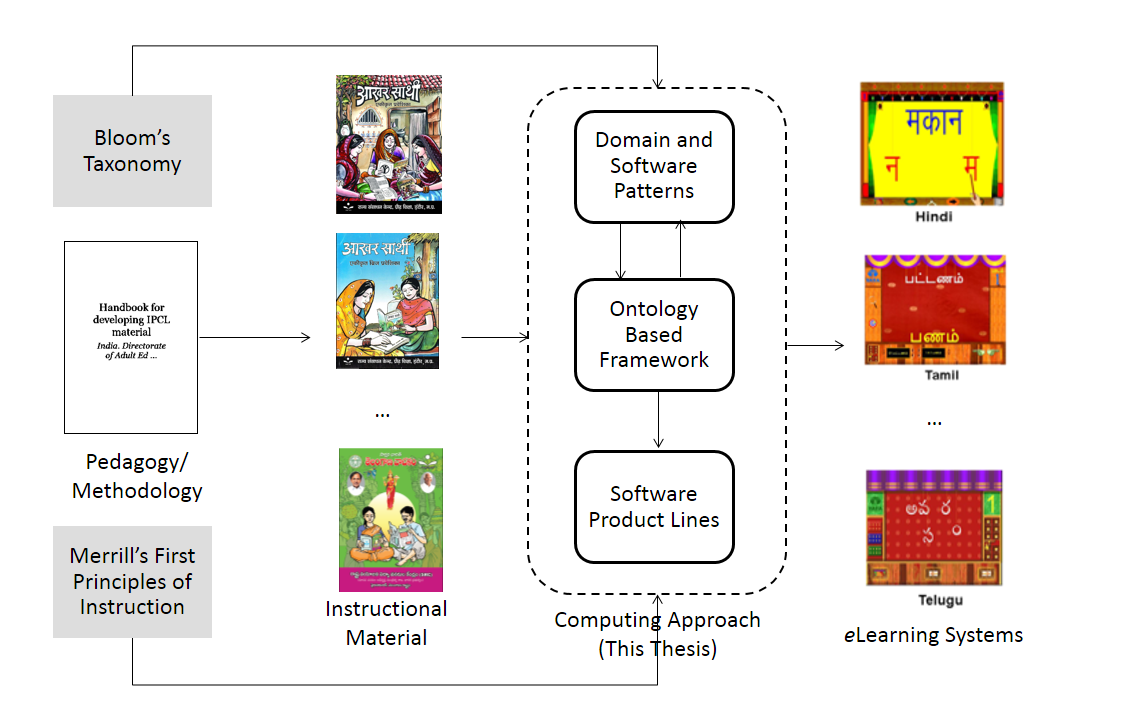 Bloom's
Taxonomy
Handbook for
developing IPCL
material
India. Directorate
of Adult Ed ...
Pedagogy/
Methodology
Merrill's First
Principles of
Instruction
आखर साथी
आखर साथी
...
Instructional
Material
Domain and
Software
Patterns
Ontology
Based
Framework
Software
Product Lines
Computing Approach
(This Thesis)
मकान
न म
Hindi
பட்டணம்
பணம்
Tamil
...
అవ ర
స ం
1
Telugu
eLearning Systems